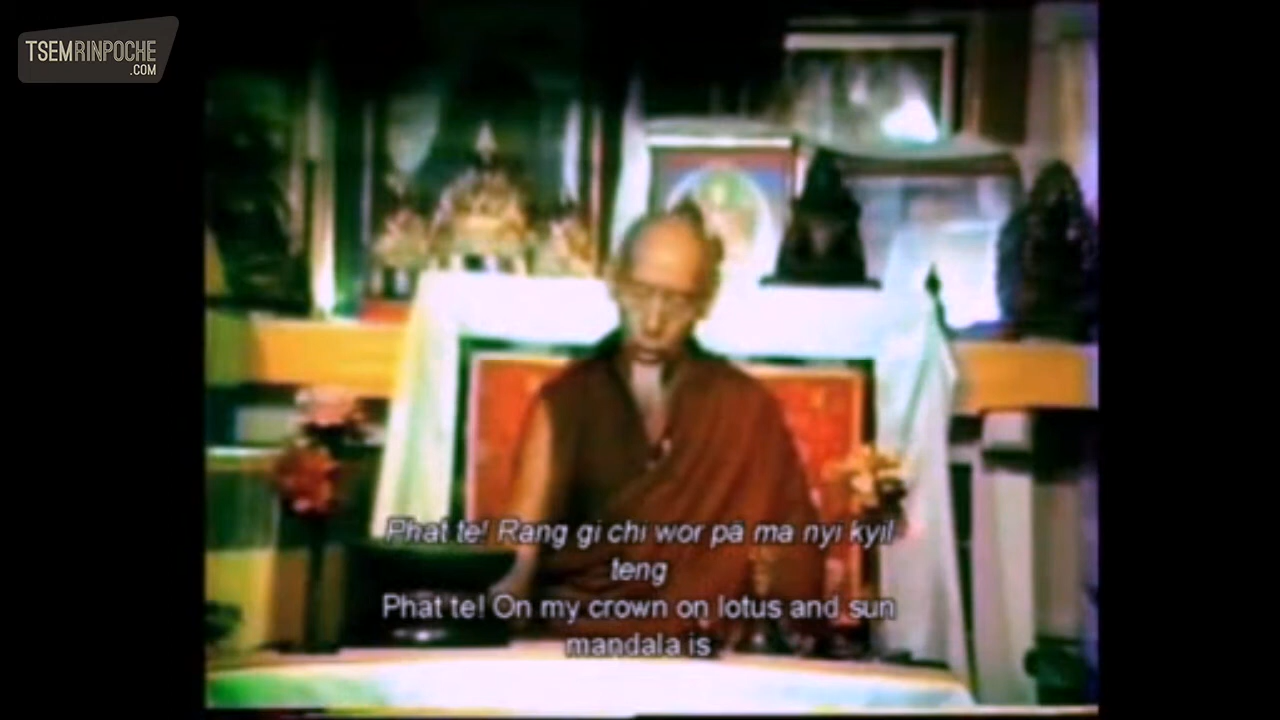 TSEMRINPOCHE
.COM
Phat te! Rang gi chi wor pä ma nyi kyil
teng
Phat te! On my crown on lotus and sun
mandala is